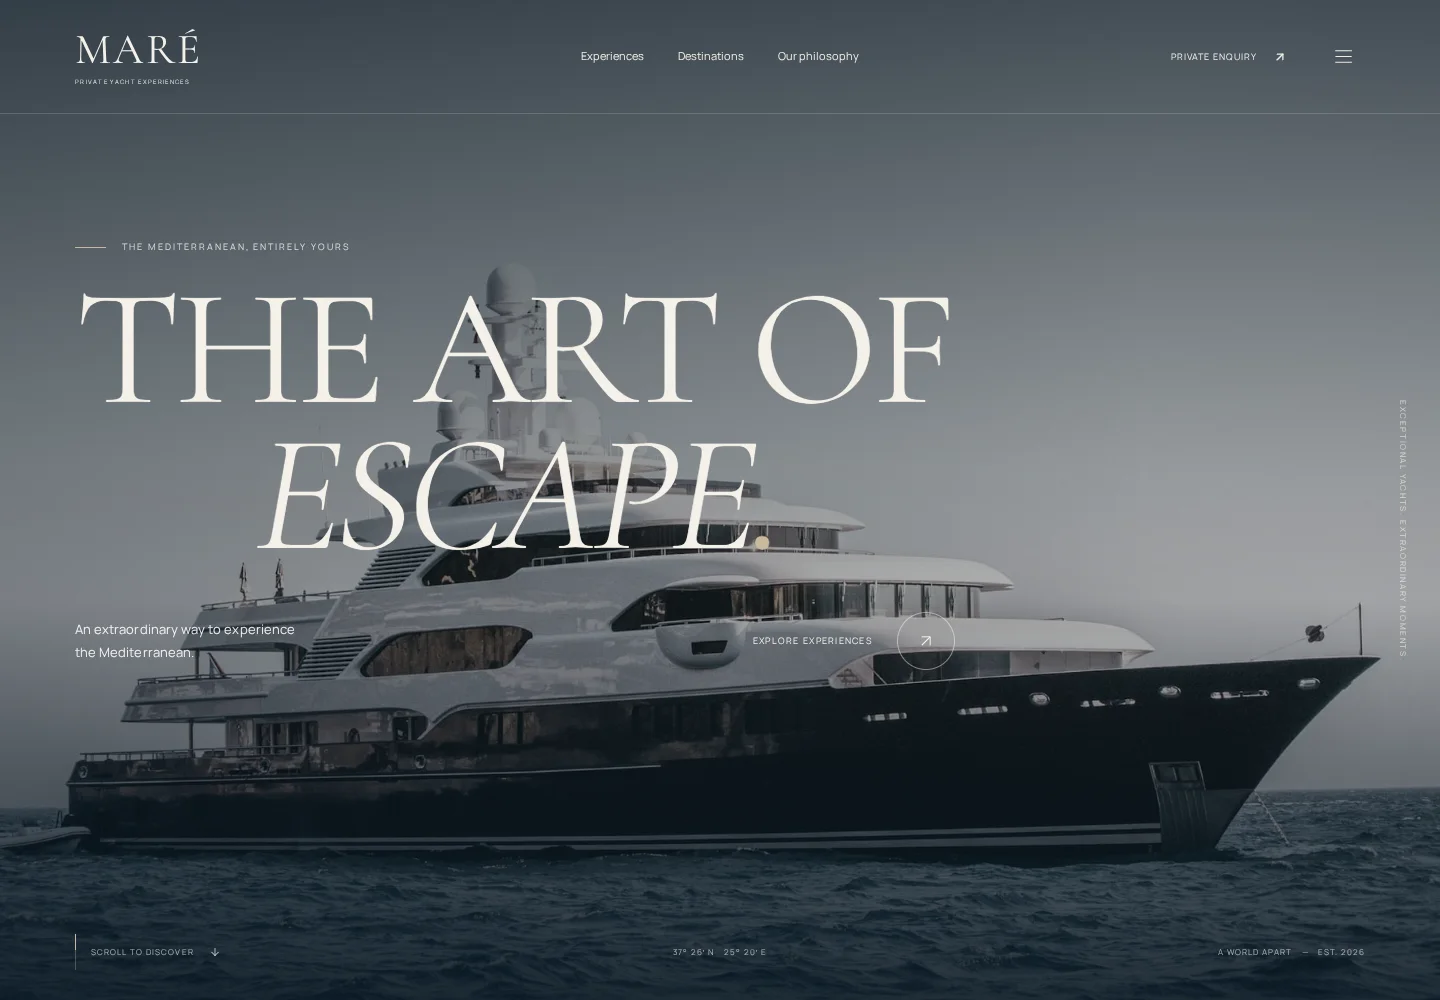 MARÉ
PRIVATE YACHT EXPERIENCES
Experiences
Destinations
Our philosophy
PRIVATE ENQUIRY
THE MEDITERRANEAN, ENTIRELY YOURS
THE ART OF
ESCAPE.
EXCEPTIONAL YACHTS EXTRAORDINARY MOMENTS
An extraordinary way to experience
the Mediterranean.
EXPLORE EXPERIENCES
SCROLL TO DISCOVER
37° 26′ N 25° 20′ E
A WORLD APART — EST. 2026